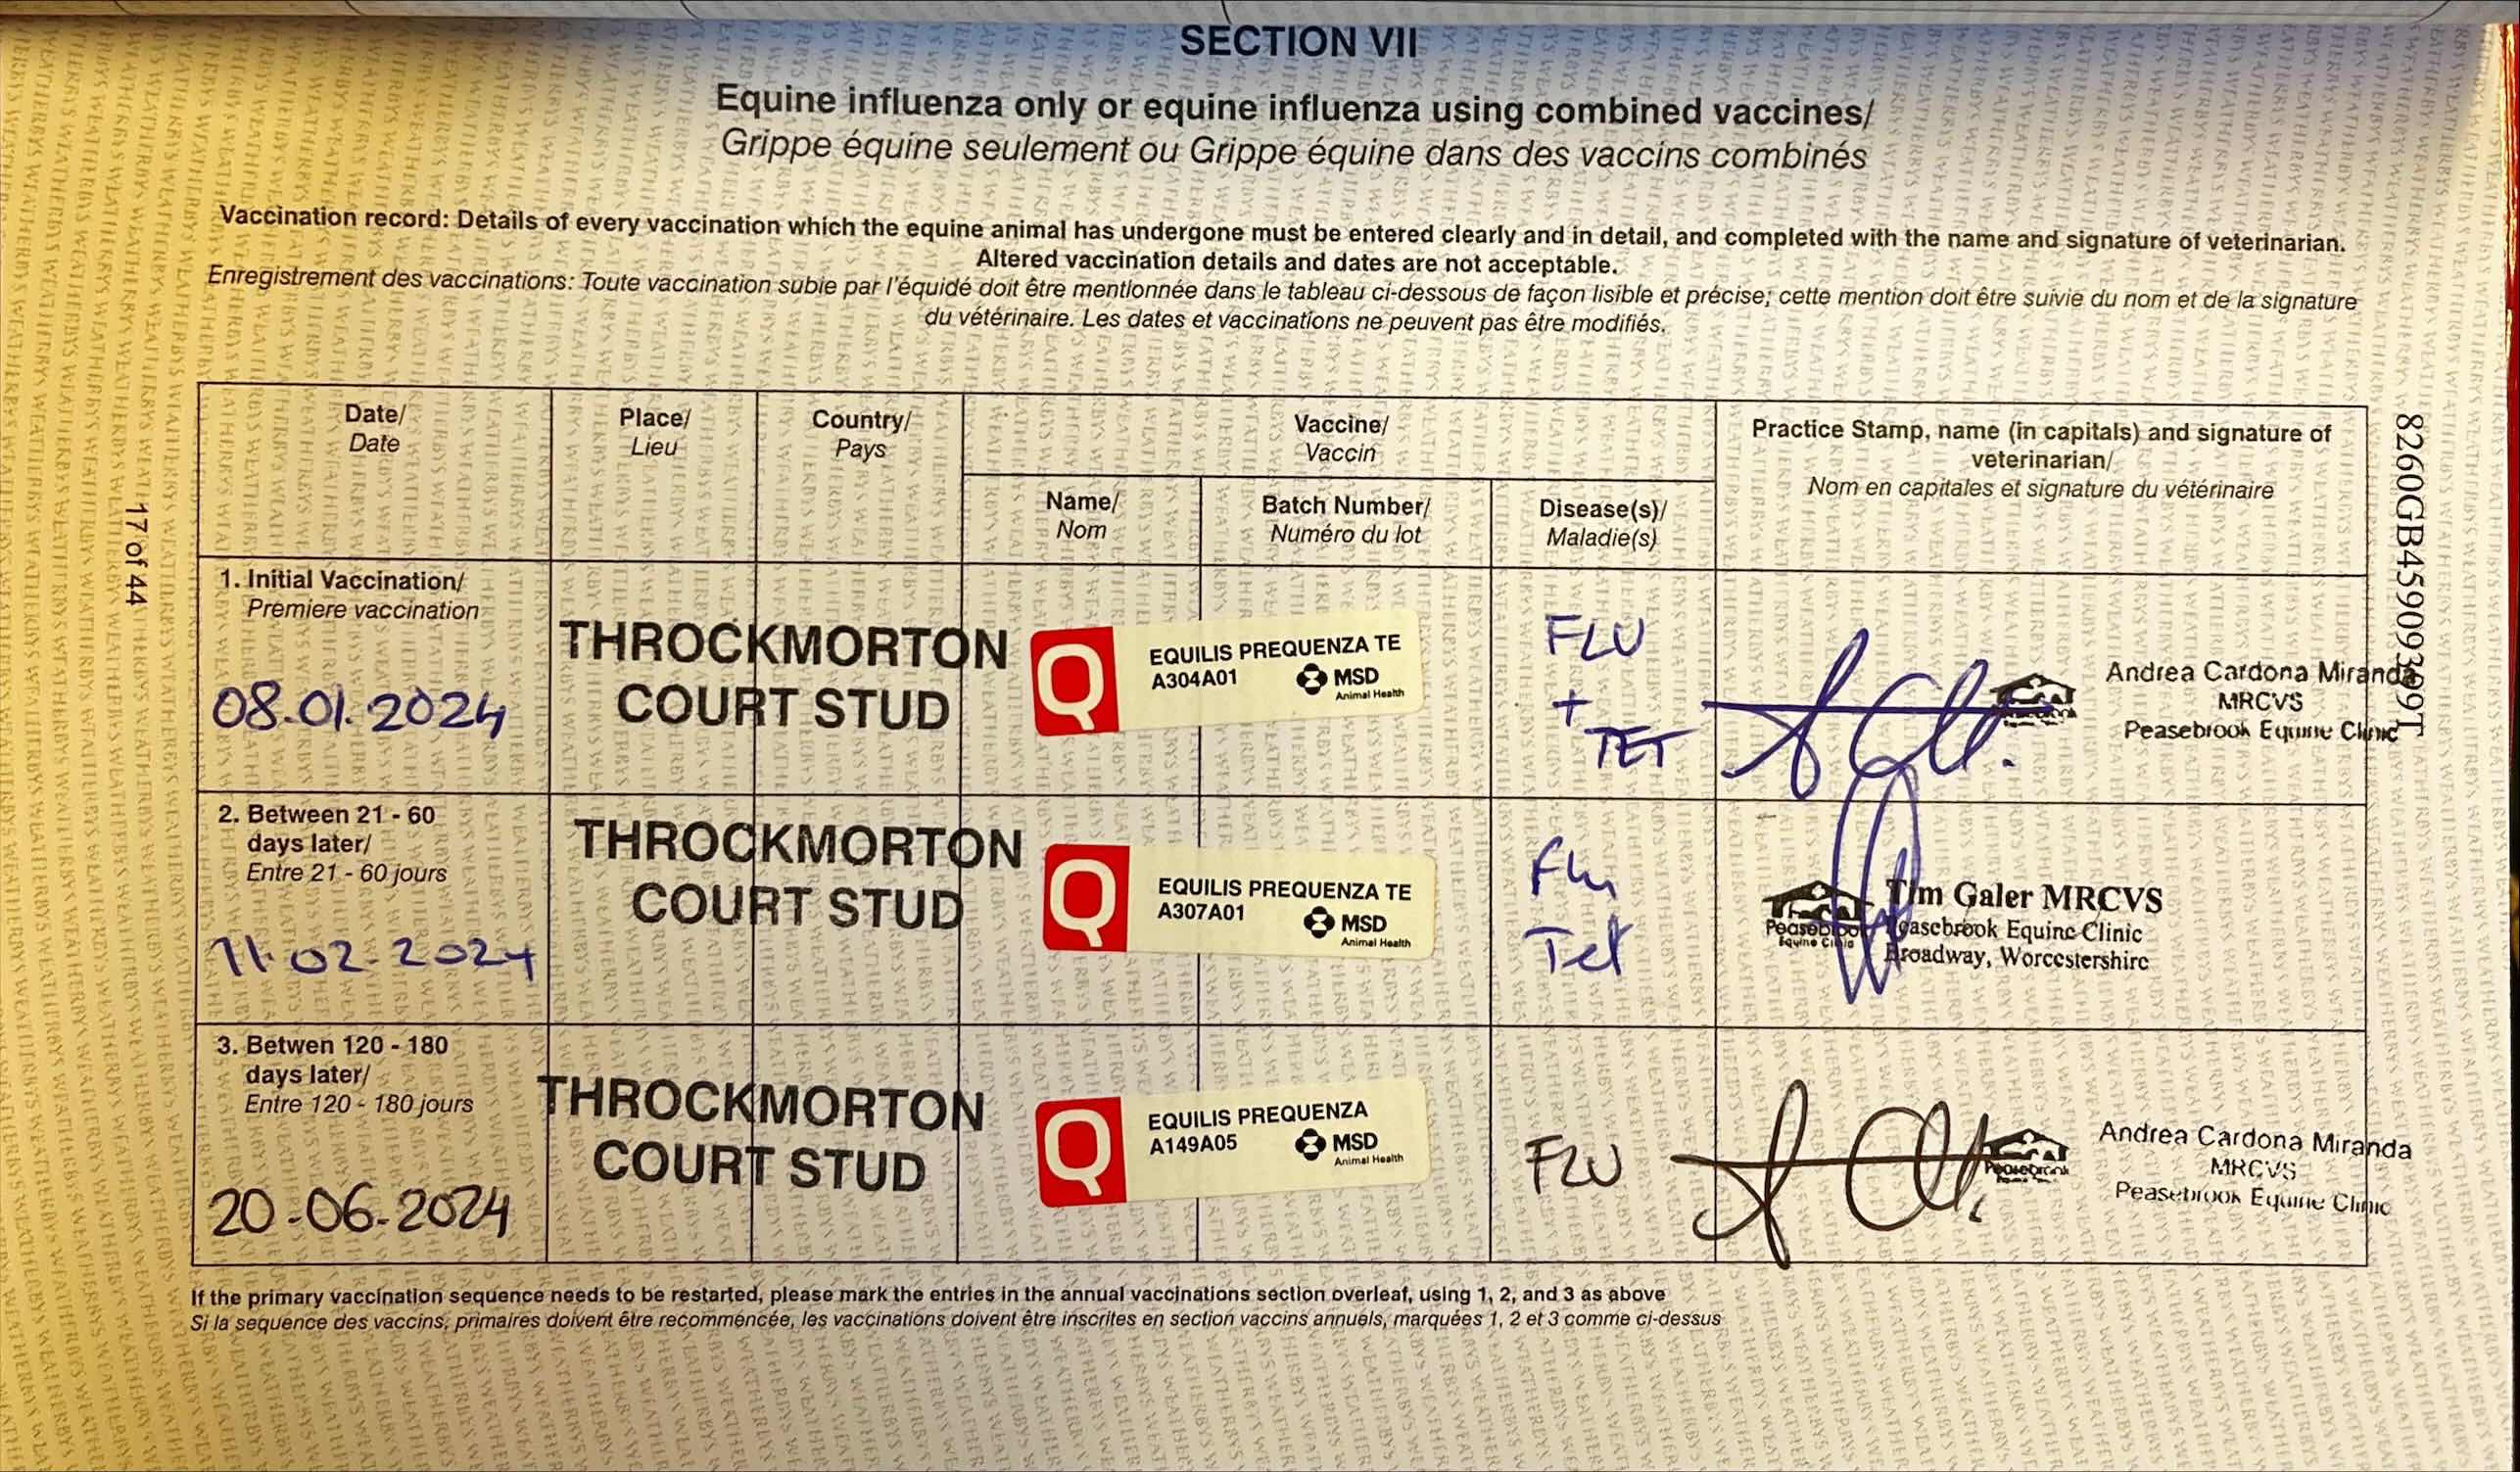 SECTION VII
Equine influenza only or equine influenza using combined vaccines/
Grippe équine seulement ou Grippe équine dans des vaccins combinés
Vaccination record: Details of every vaccination which the equine animal has undergone must be entered clearly and in detail, and completed with the name and signature of veterinarian.
Altered vaccination details and dates are not acceptable.
Enregistrement des vaccinations: Toute vaccination subie par l'équidé doit être mentionnée dans le tableau ci-dessous de façon lisible et précise; cette mention doit être suivie du nom et de la signature
du vétérinaire. Les dates et vaccinations ne peuvent pas être modifiés.
Date/
Date
Place/
Lieu
Country/
Pays
Vaccine/
Vaccin
Name/
Nom
Batch Number/
Numéro du lot
Disease(s)/
Maladie(s)
Practice Stamp, name (in capitals) and signature of
veterinarian/
Nom en capitales et signature du vétérinaire
1. Initial Vaccination/
Premiere vaccination
08.01.2024
THROCKMORTON
COURT STUD
Q
EQUILIS PREQUENZA TE
A304A01
MSD
Animal Health
FLU
+
TET
Andrea Cardona Miranda
MRCVS
Peasebrook Equine Clinic
2. Between 21 - 60
days later/
Entre 21 - 60 jours
11.02.2024
THROCKMORTON
COURT STUD
Q
EQUILIS PREQUENZA TE
A307A01
MSD
Animal Health
Flu
Tet
Peasebrook
Equine Clinic
Tim Galer MRCVS
Peasebrook Equine Clinic
Broadway, Worcestershire
3. Betwen 120 - 180
days later/
Entre 120 - 180 jours
20-06-2024
THROCKMORTON
COURT STUD
Q
EQUILIS PREQUENZA
A149A05
MSD
Animal Health
FLU
Peasebrook
Andrea Cardona Miranda
MRCVS
Peasebrook Equine Clinic
If the primary vaccination sequence needs to be restarted, please mark the entries in the annual vaccinations section overleaf, using 1, 2, and 3 as above
Si la sequence des vaccins, primaires doivent être recommencée, les vaccinations doivent être inscrites en section vaccins annuels, marquées 1, 2 et 3 comme ci-dessus
17 of 44
8260GB45909399T
WEATHERBYS